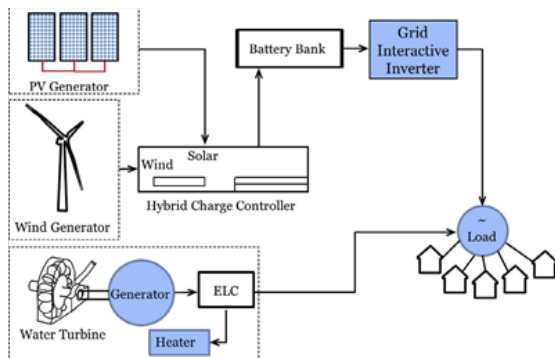 PV Generator
Battery Bank
Grid
Interactive
Inverter
Solar
Wind
Hybrid Charge Controller
Wind Generator
~
Load
Generator
ELC
Water Turbine
Heater